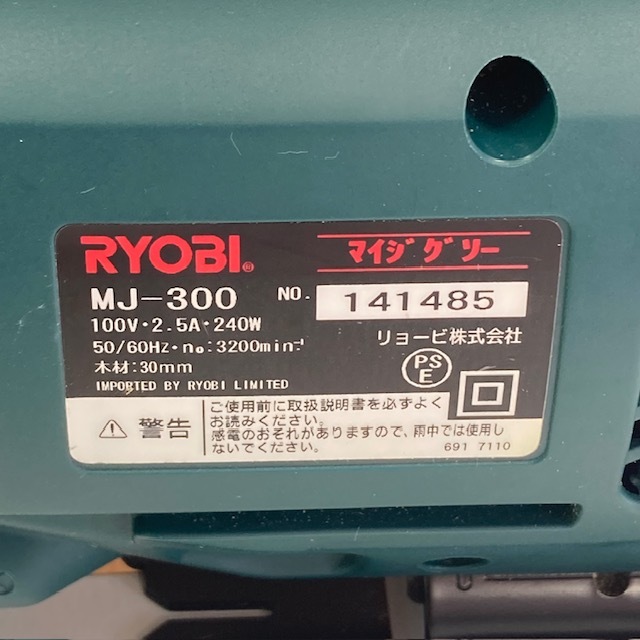 RYOBI®
マイジグソー
MJ-300 NO. 141485
100V・2.5A・240W
リョービ株式会社
50/60Hz・no:3200min⁻¹
木材:30mm
PS
E
IMPORTED BY RYOBI LIMITED
警告
ご使用前に取扱説明書を必ずよく
お読みください。
感電のおそれがありますので、雨中では使用し
ないでください。
691 7110